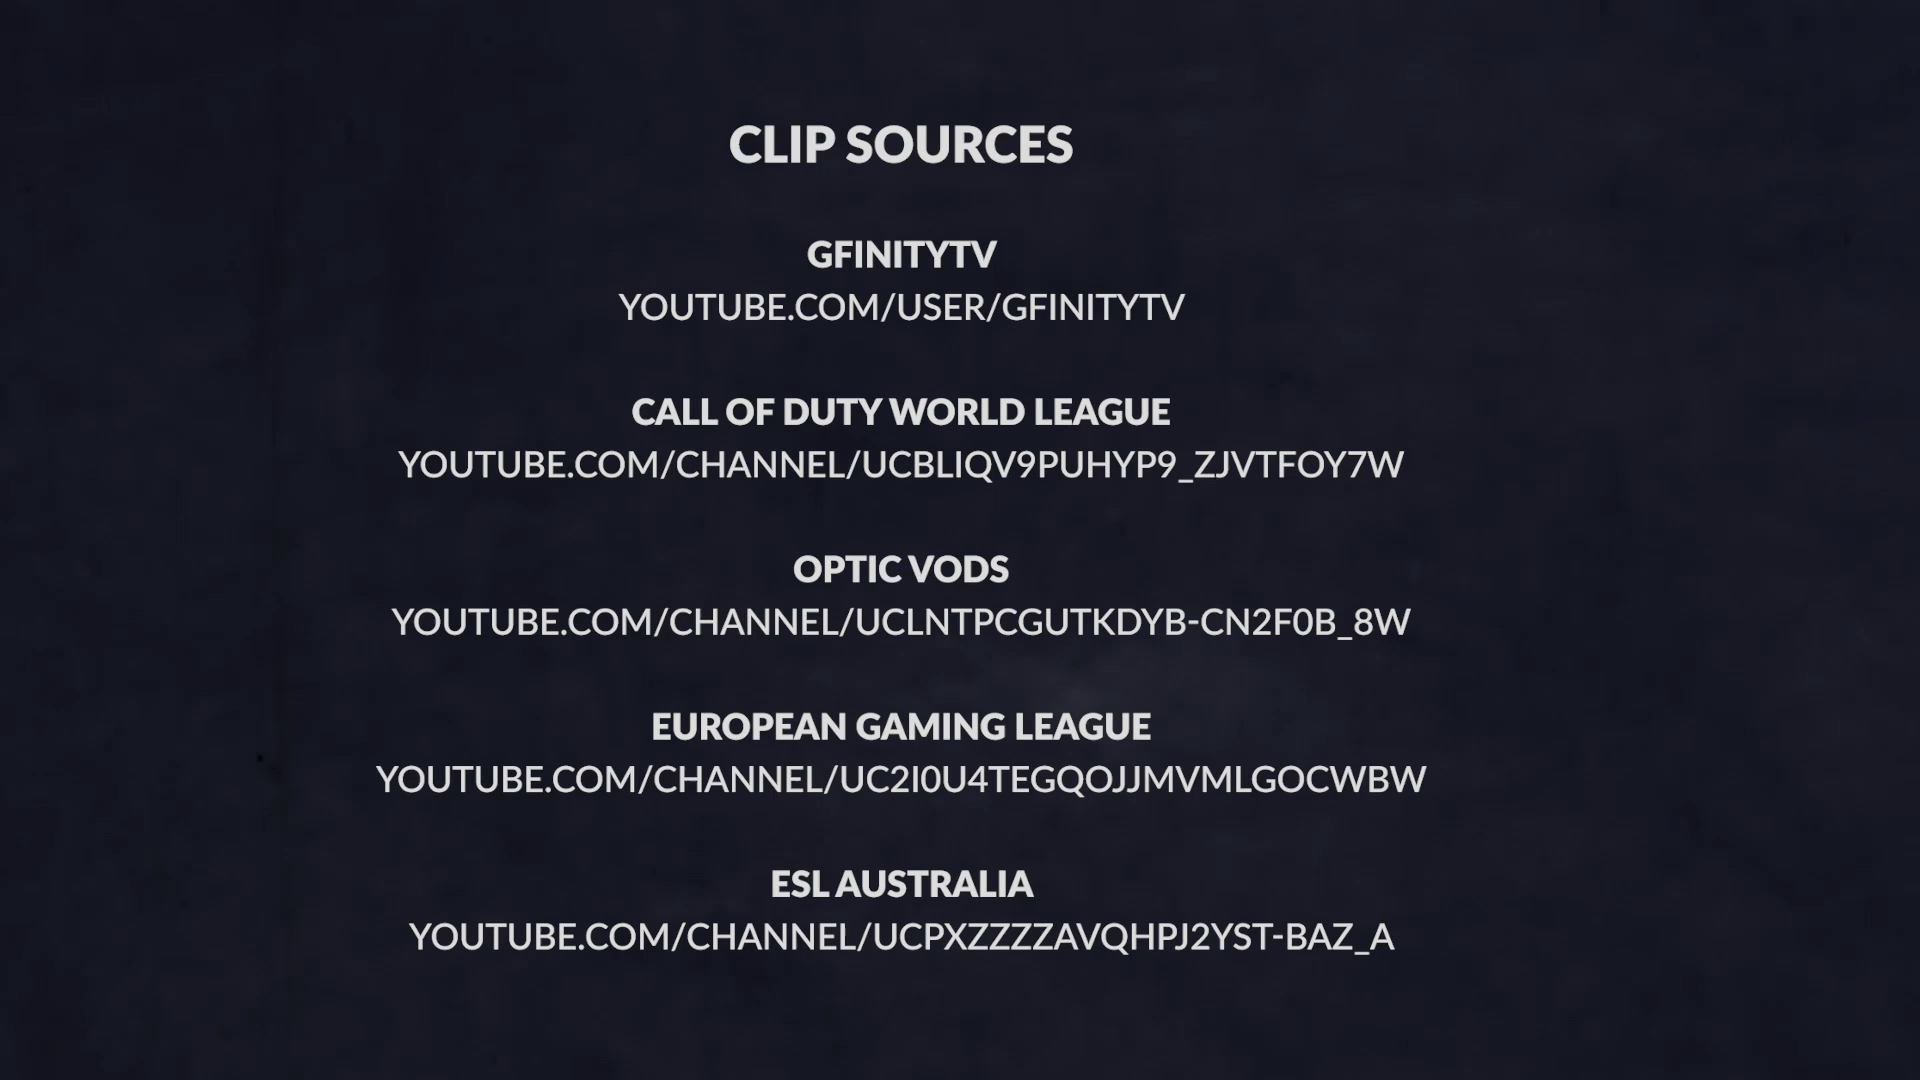 CLIP SOURCES
GFINITYTV
YOUTUBE.COM/USER/GFINITYTV
CALL OF DUTY WORLD LEAGUE
YOUTUBE.COM/CHANNEL/UCBLIQV9PUHYP9_ZJVTFOY7W
OPTIC VODS
YOUTUBE.COM/CHANNEL/UCLNTPCGUTKDYB-CN2F0B_8W
EUROPEAN GAMING LEAGUE
YOUTUBE.COM/CHANNEL/UC2I0U4TEGQOJJMVMLGOCWBW
ESL AUSTRALIA
YOUTUBE.COM/CHANNEL/UCPXZZZZAVQHPJ2YST-BAZ_A